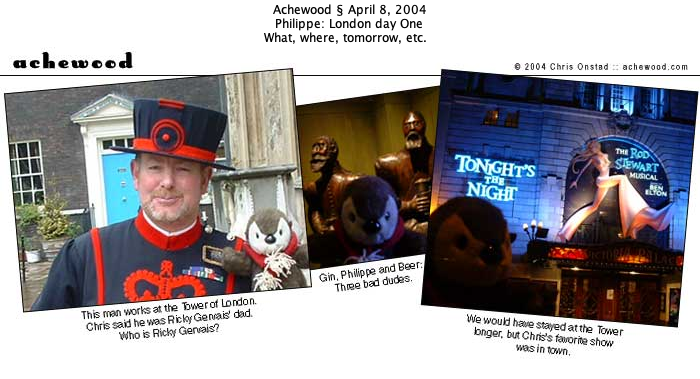 Achewood § April 8, 2004
Philippe: London day One
What, where, tomorrow, etc.
achewood
© 2004 Chris Onstad :: achewood.com
TONIGHT'S
THE
NIGHT
THE ROD
STEWART
MUSICAL
BY
BEN
ELTON
This man works at the Tower of London.
Chris said he was Ricky Gervais' dad.
Who is Ricky Gervais?
Gin, Philippe and Beer:
Three bad dudes.
We would have stayed at the Tower
longer, but Chris's favorite show
was in town.